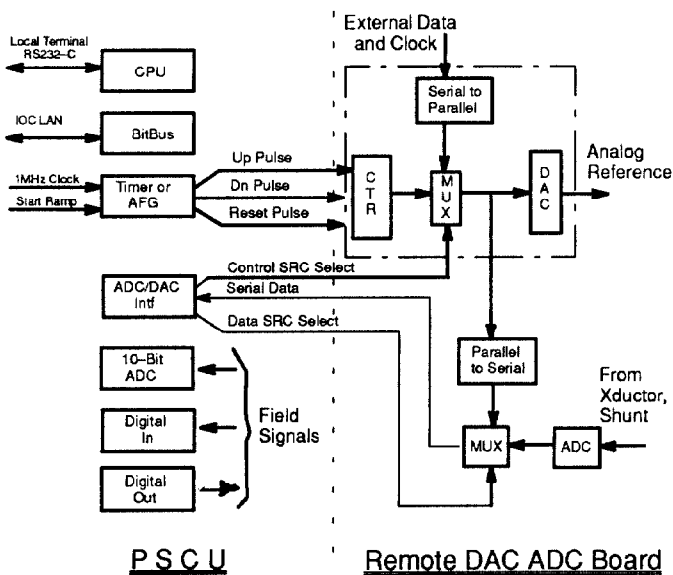 External Data
and Clock
Local Terminal
RS232-C
CPU
Serial to
Parallel
IOC LAN
BitBus
Up Pulse
1MHz Clock
Start Ramp
Timer or
AFG
Dn Pulse
Reset Pulse
CTR
MUX
DAC
Analog
Reference
Control SRC Select
ADC/DAC
Intf
Serial Data
Data SRC Select
10-Bit
ADC
Parallel
to Serial
Digital
In
Field
Signals
From
Xductor,
Shunt
MUX
ADC
Digital
Out
P S C U
Remote DAC ADC Board